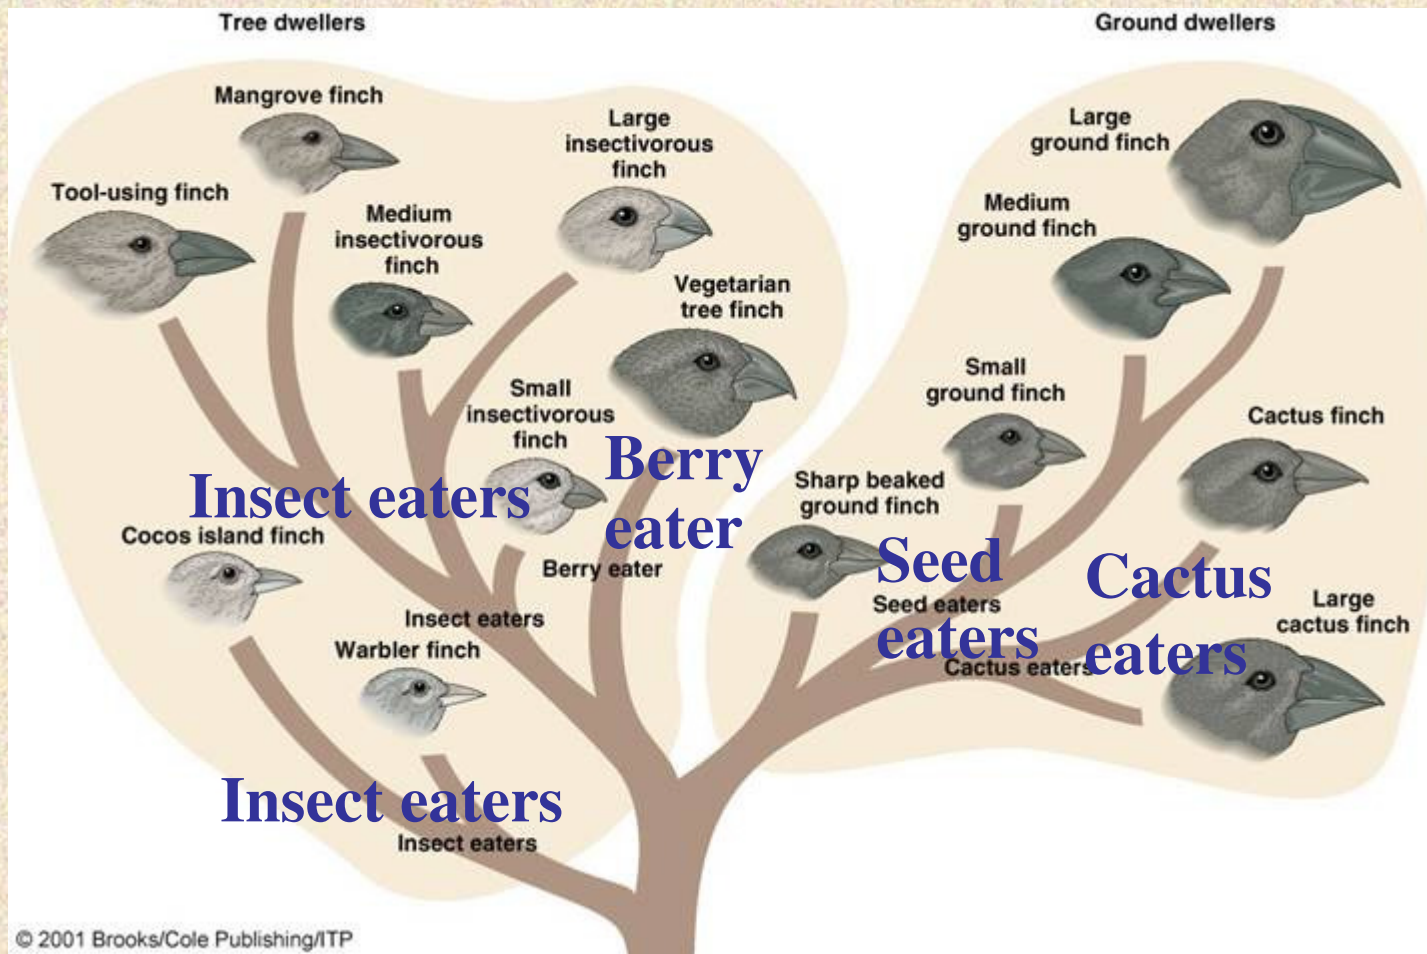 Tree dwellers
Ground dwellers
Mangrove finch
Large
insectivorous
finch
Tool-using finch
Medium
insectivorous
finch
Vegetarian
tree finch
Small
insectivorous
finch
Berry
eater
Insect eaters
Cocos island finch
Berry eater
Insect eaters
Warbler finch
Insect eaters
Insect eaters
Large
ground finch
Medium
ground finch
Small
ground finch
Cactus finch
Sharp beaked
ground finch
Seed
eaters
Seed eaters
Cactus
eaters
Cactus eaters
Large
cactus finch
© 2001 Brooks/Cole Publishing/ITP